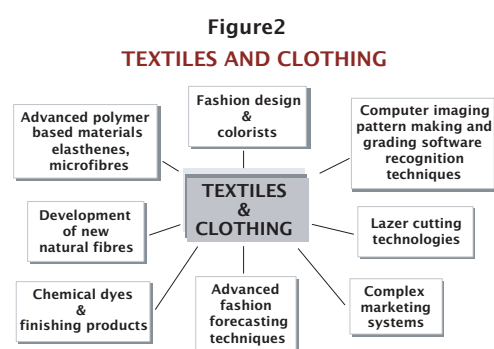 Figure2
TEXTILES AND CLOTHING
Fashion design
&
colorists
Advanced polymer
based materials
elasthenes,
microfibres
Computer imaging
pattern making and
grading software
recognition
techniques
TEXTILES
&
CLOTHING
Development
of new
natural fibres
Lazer cutting
technologies
Chemical dyes
&
finishing products
Advanced
fashion
forecasting
techniques
Complex
marketing
systems